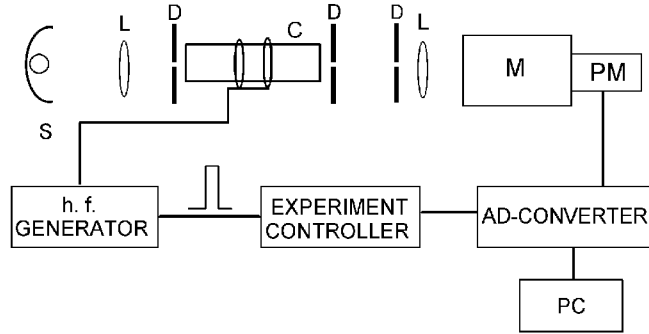 L
D
C
D
D
L
S
M
PM
h. f.
GENERATOR
EXPERIMENT
CONTROLLER
AD-CONVERTER
PC